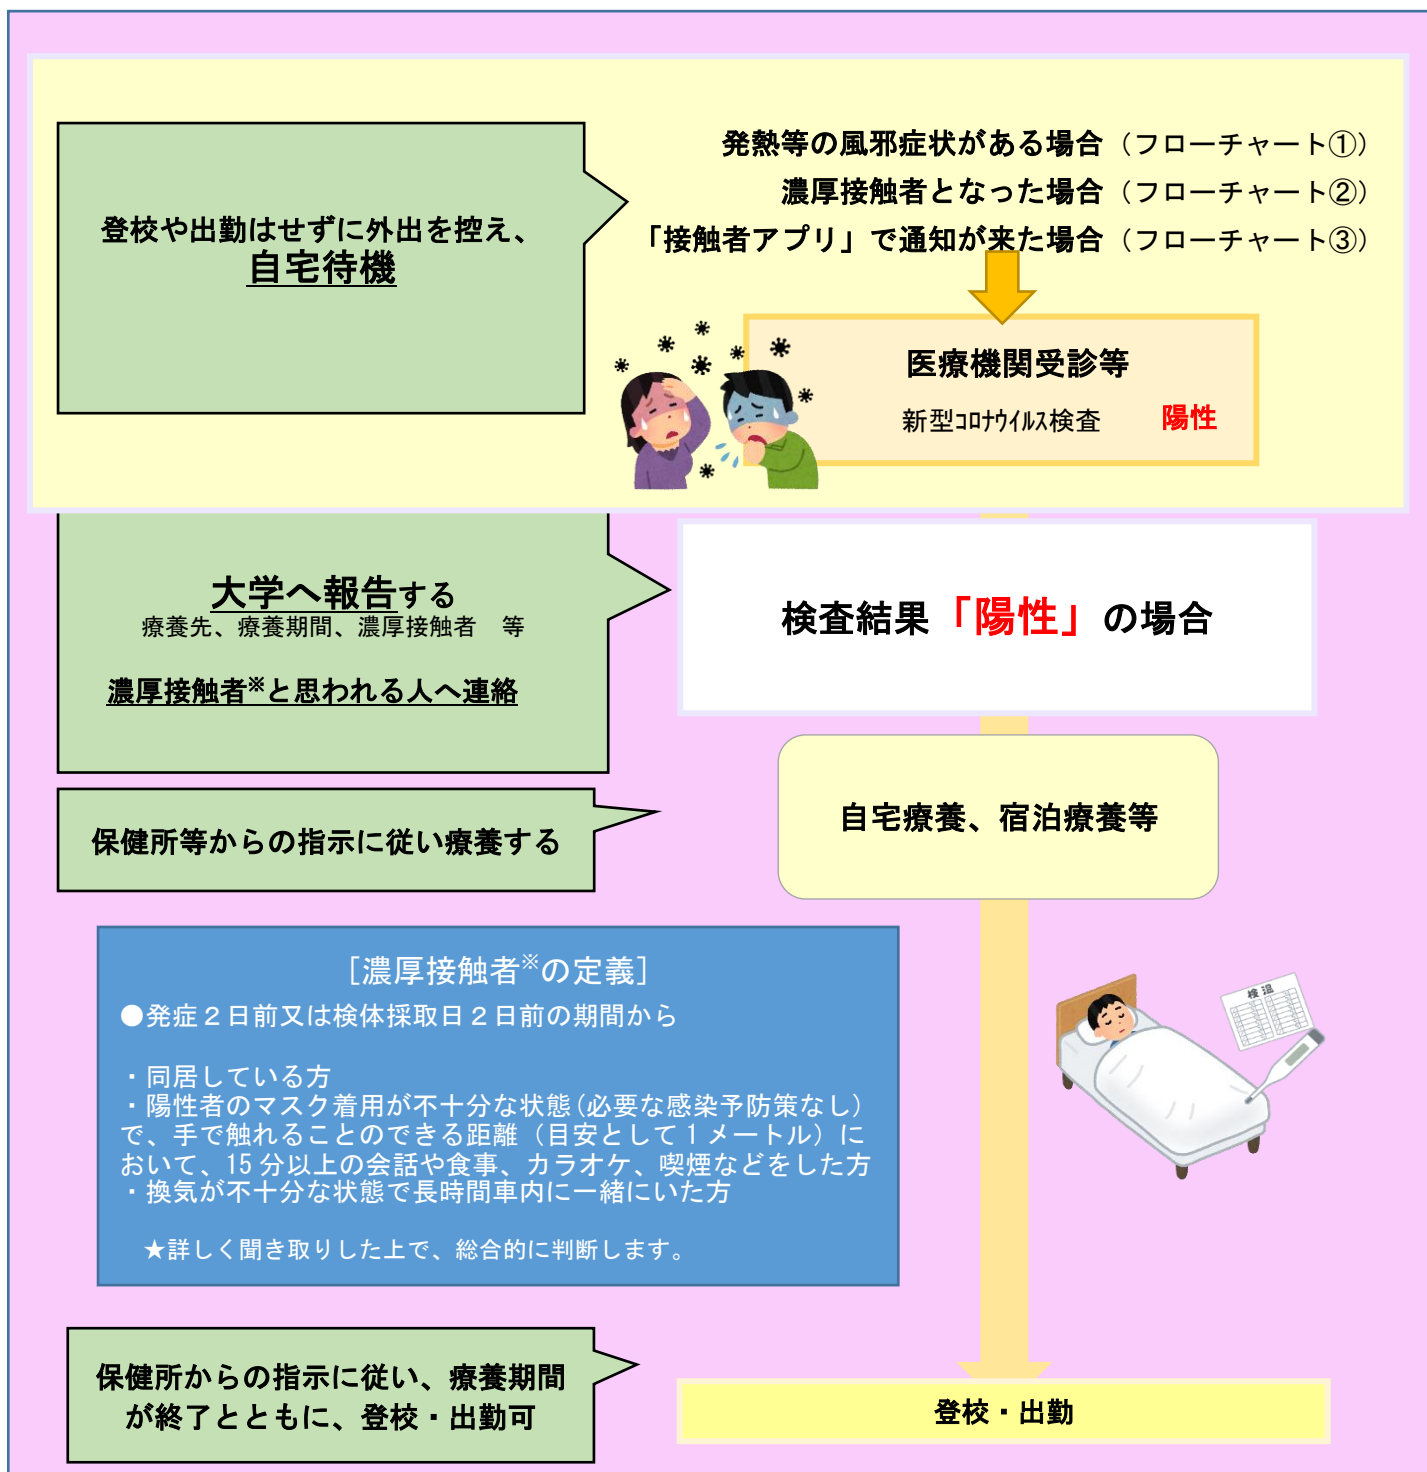 登校や出勤はせずに外出を控え、
自宅待機
発熱等の風邪症状がある場合（フローチャート①）
濃厚接触者となった場合（フローチャート②）
「接触者アプリ」で通知が来た場合（フローチャート③）
医療機関受診等
新型コロナウイルス検査　陽性
大学へ報告する
療養先、療養期間、濃厚接触者　等
濃厚接触者※と思われる人へ連絡
検査結果「陽性」の場合
保健所等からの指示に従い療養する
自宅療養、宿泊療養等
［濃厚接触者※の定義］
●発症２日前又は検体採取日２日前の期間から
・同居している方
・陽性者のマスク着用が不十分な状態(必要な感染予防策なし)
で、手で触れることのできる距離（目安として１メートル）に
おいて、15 分以上の会話や食事、カラオケ、喫煙などをした方
・換気が不十分な状態で長時間車内に一緒にいた方
★詳しく聞き取りした上で、総合的に判断します。
検温
保健所からの指示に従い、療養期間
が終了とともに、登校・出勤可
登校・出勤